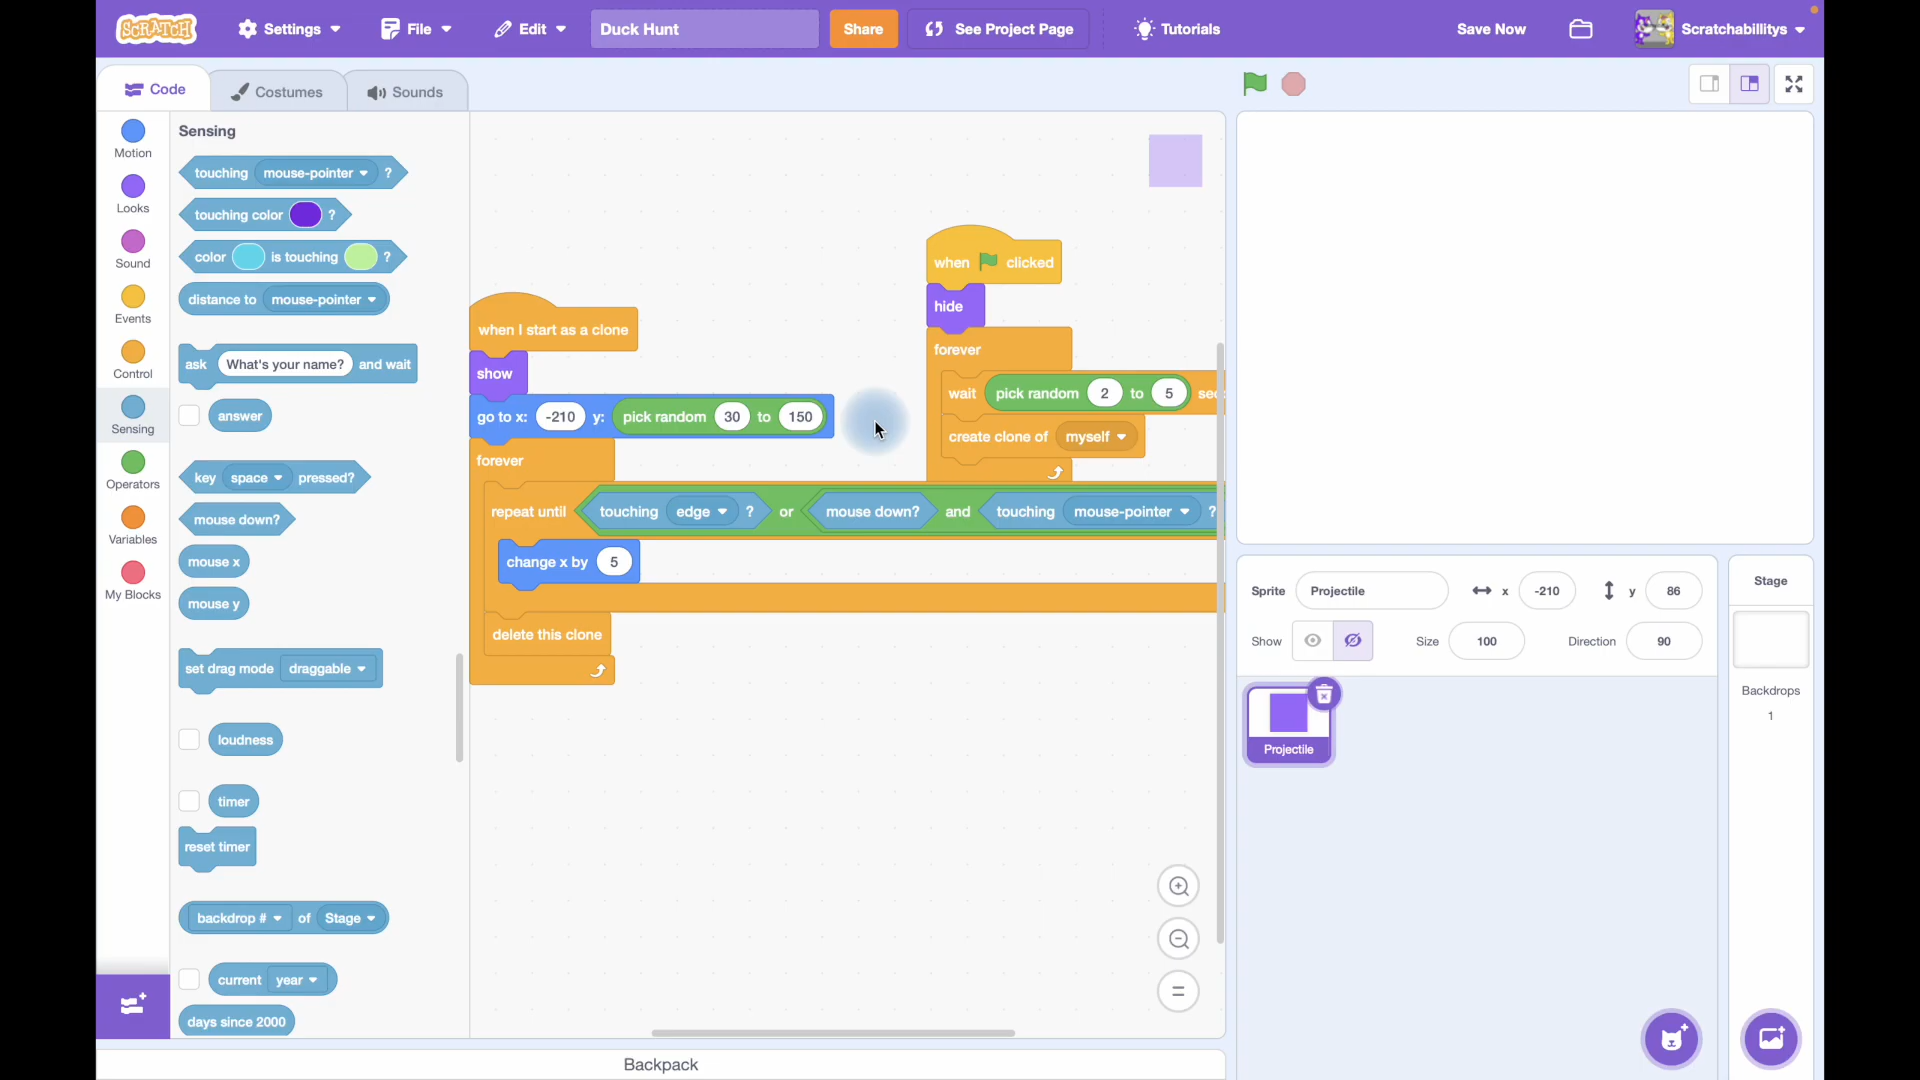 SCRATCH Settings File Edit Duck Hunt Share See Project Page Tutorials Save Now Scratchabillitys
Code Costumes Sounds
Motion
Looks
Sound
Events
Control
Sensing
Operators
Variables
My Blocks
Sensing
touching mouse-pointer ?
touching color ?
color is touching ?
distance to mouse-pointer
ask What's your name? and wait
answer
key space pressed?
mouse down?
mouse x
mouse y
set drag mode draggable
loudness
timer
reset timer
backdrop # of Stage
current year
days since 2000
when I start as a clone
show
go to x: -210 y: pick random 30 to 150
forever
repeat until touching edge ? or mouse down? and touching mouse-pointer ?
change x by 5
delete this clone
when clicked
hide
forever
wait pick random 2 to 5 sec
create clone of myself
Backpack
Sprite Projectile x -210 y 86
Show Size 100 Direction 90
Projectile
Stage
Backdrops
1